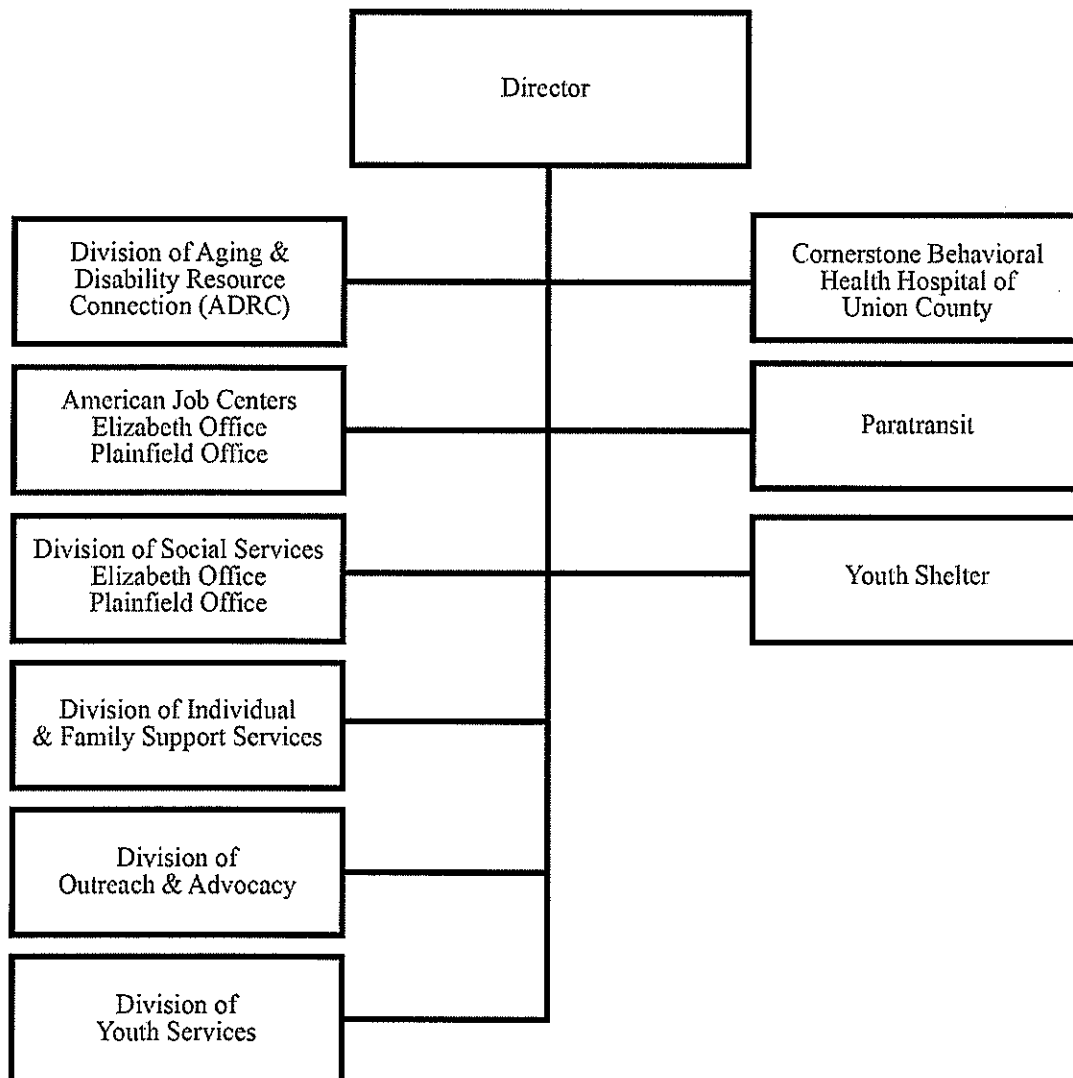 Director
Division of Aging &
Disability Resource
Connection (ADRC)
American Job Centers
Elizabeth Office
Plainfield Office
Division of Social Services
Elizabeth Office
Plainfield Office
Division of Individual
& Family Support Services
Division of
Outreach & Advocacy
Division of
Youth Services
Cornerstone Behavioral
Health Hospital of
Union County
Paratransit
Youth Shelter